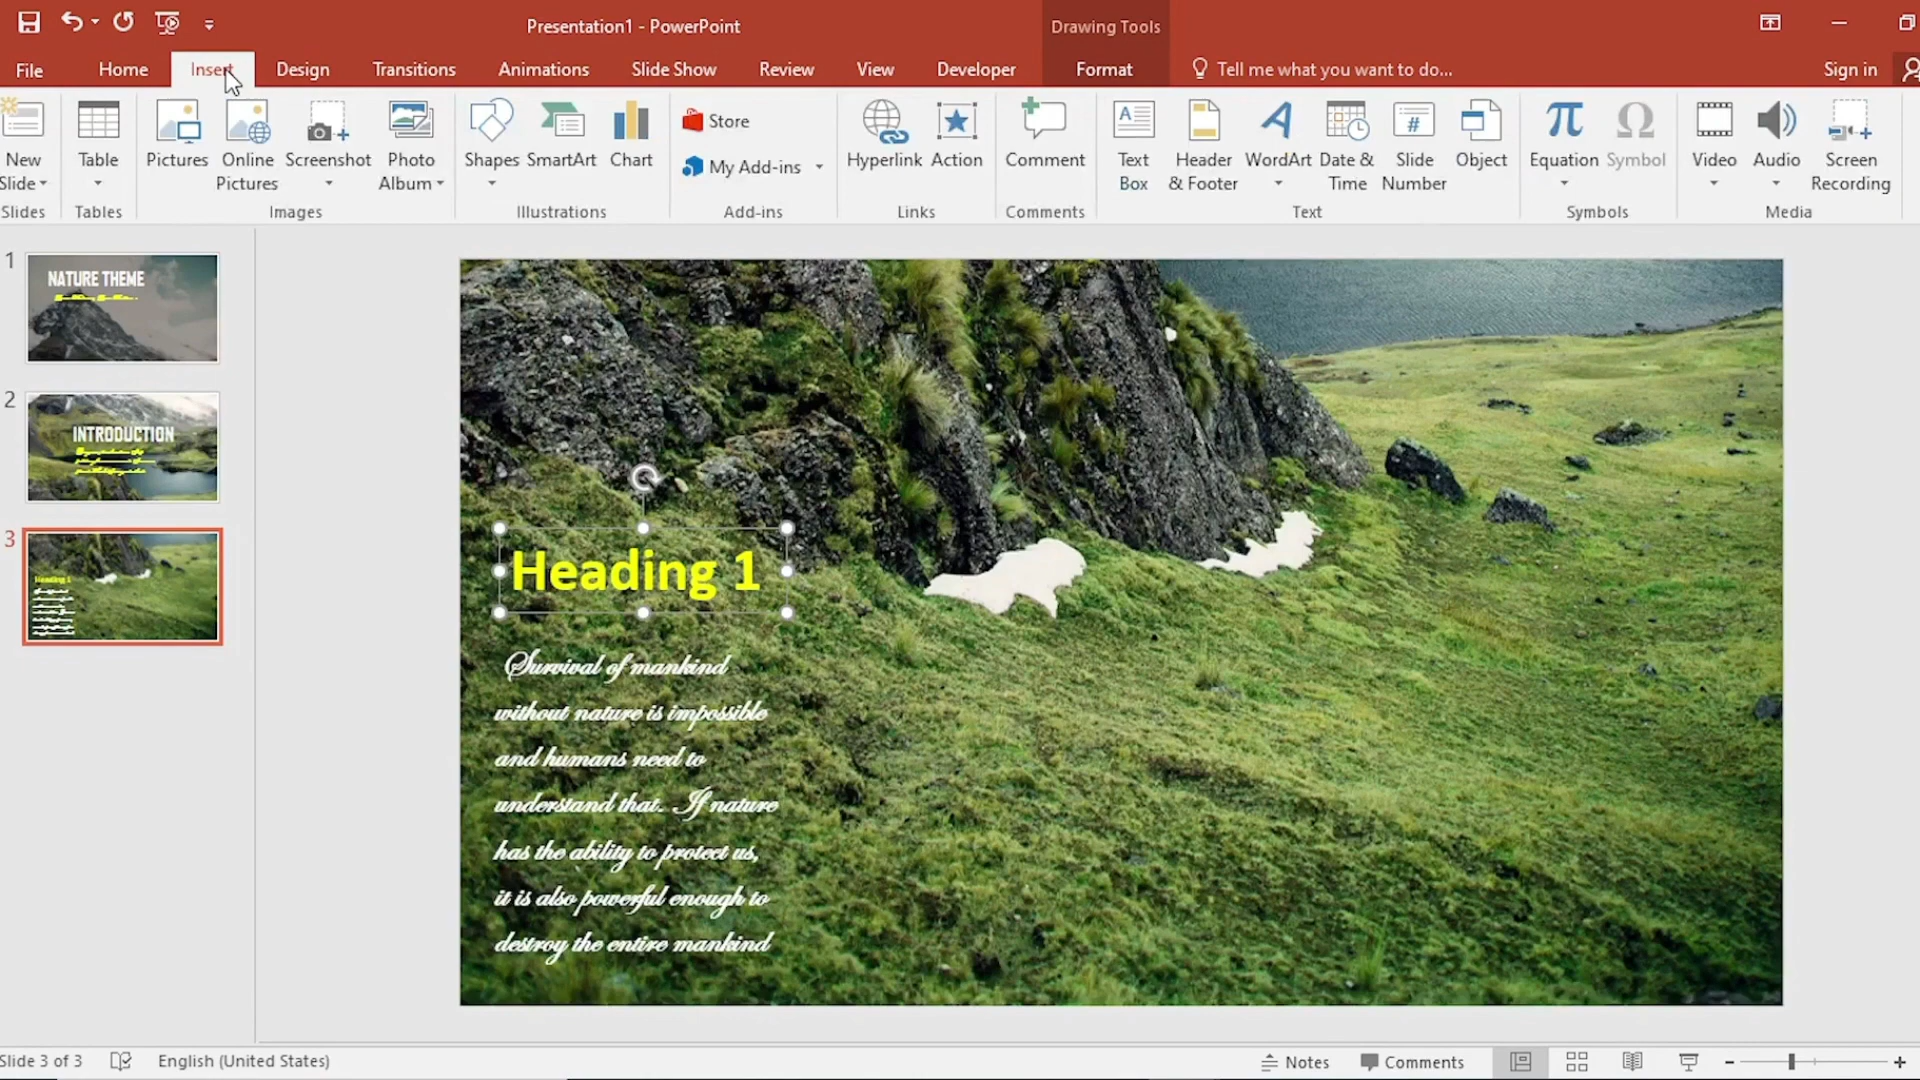 Presentation1 - PowerPoint
Drawing Tools
File Home Insert Design Transitions Animations Slide Show Review View Developer Format Tell me what you want to do... Sign in
New Slide
Table
Pictures
Online Pictures
Screenshot
Photo Album
Shapes
SmartArt
Chart
Store
My Add-ins
Hyperlink
Action
Comment
Text Box
Header & Footer
WordArt
Date & Time
Slide Number
Object
Equation
Symbol
Video
Audio
Screen Recording
Slides Tables Images Illustrations Add-ins Links Comments Text Symbols Media
1
NATURE THEME
2
INTRODUCTION
3
Heading 1
Heading 1
Survival of mankind
without nature is impossible
and humans need to
understand that. If nature
has the ability to protect us,
it is also powerful enough to
destroy the entire mankind
Slide 3 of 3 English (United States) Notes Comments